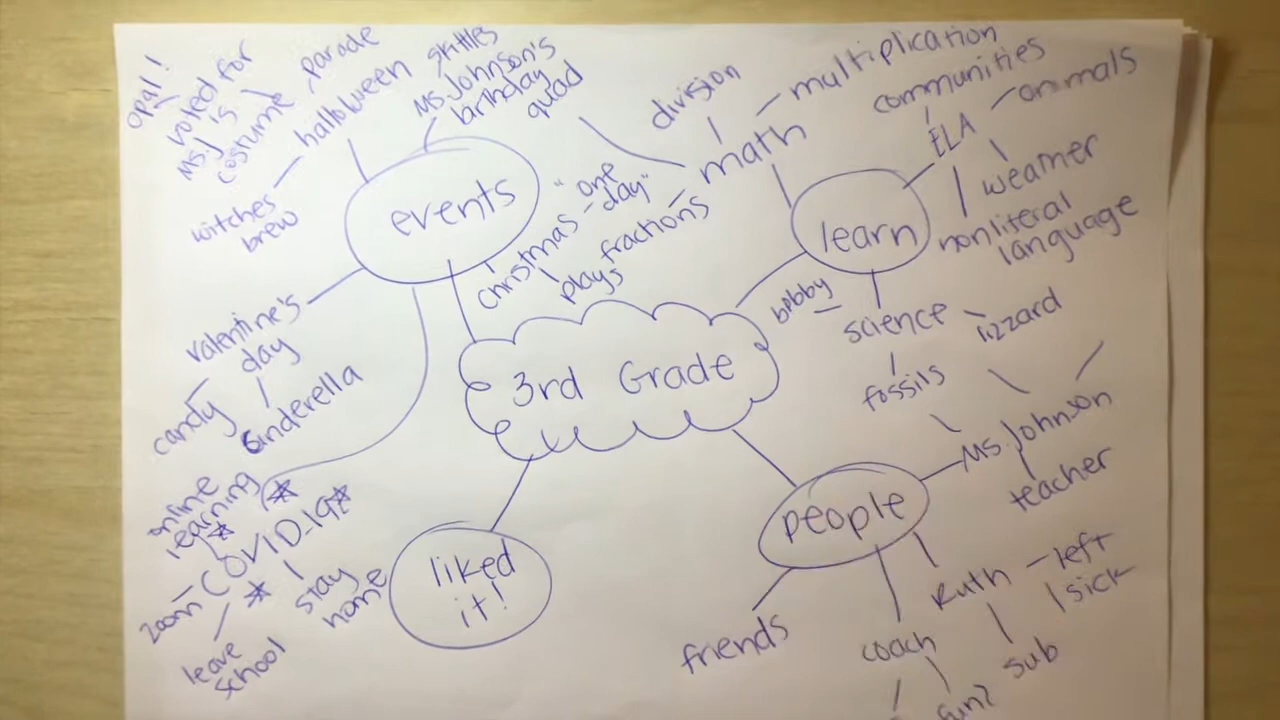 opal!
voted for
Ms. J's
costume
parade
halloween
witches
brew
skittles
Ms. Johnson's
birthday
quad
events
christmas
"one
day"
plays
valentine's
day
candy
cinderella
online
learning
COVID-19
zoom
stay
home
leave
school
3rd Grade
liked
it!
division
multiplication
math
fractions
learn
communities
animals
ELA
weather
nonliteral
language
bobby
science
lizzard
fossils
people
Ms. Johnson
teacher
Ruth
left
sick
sub
coach
friends